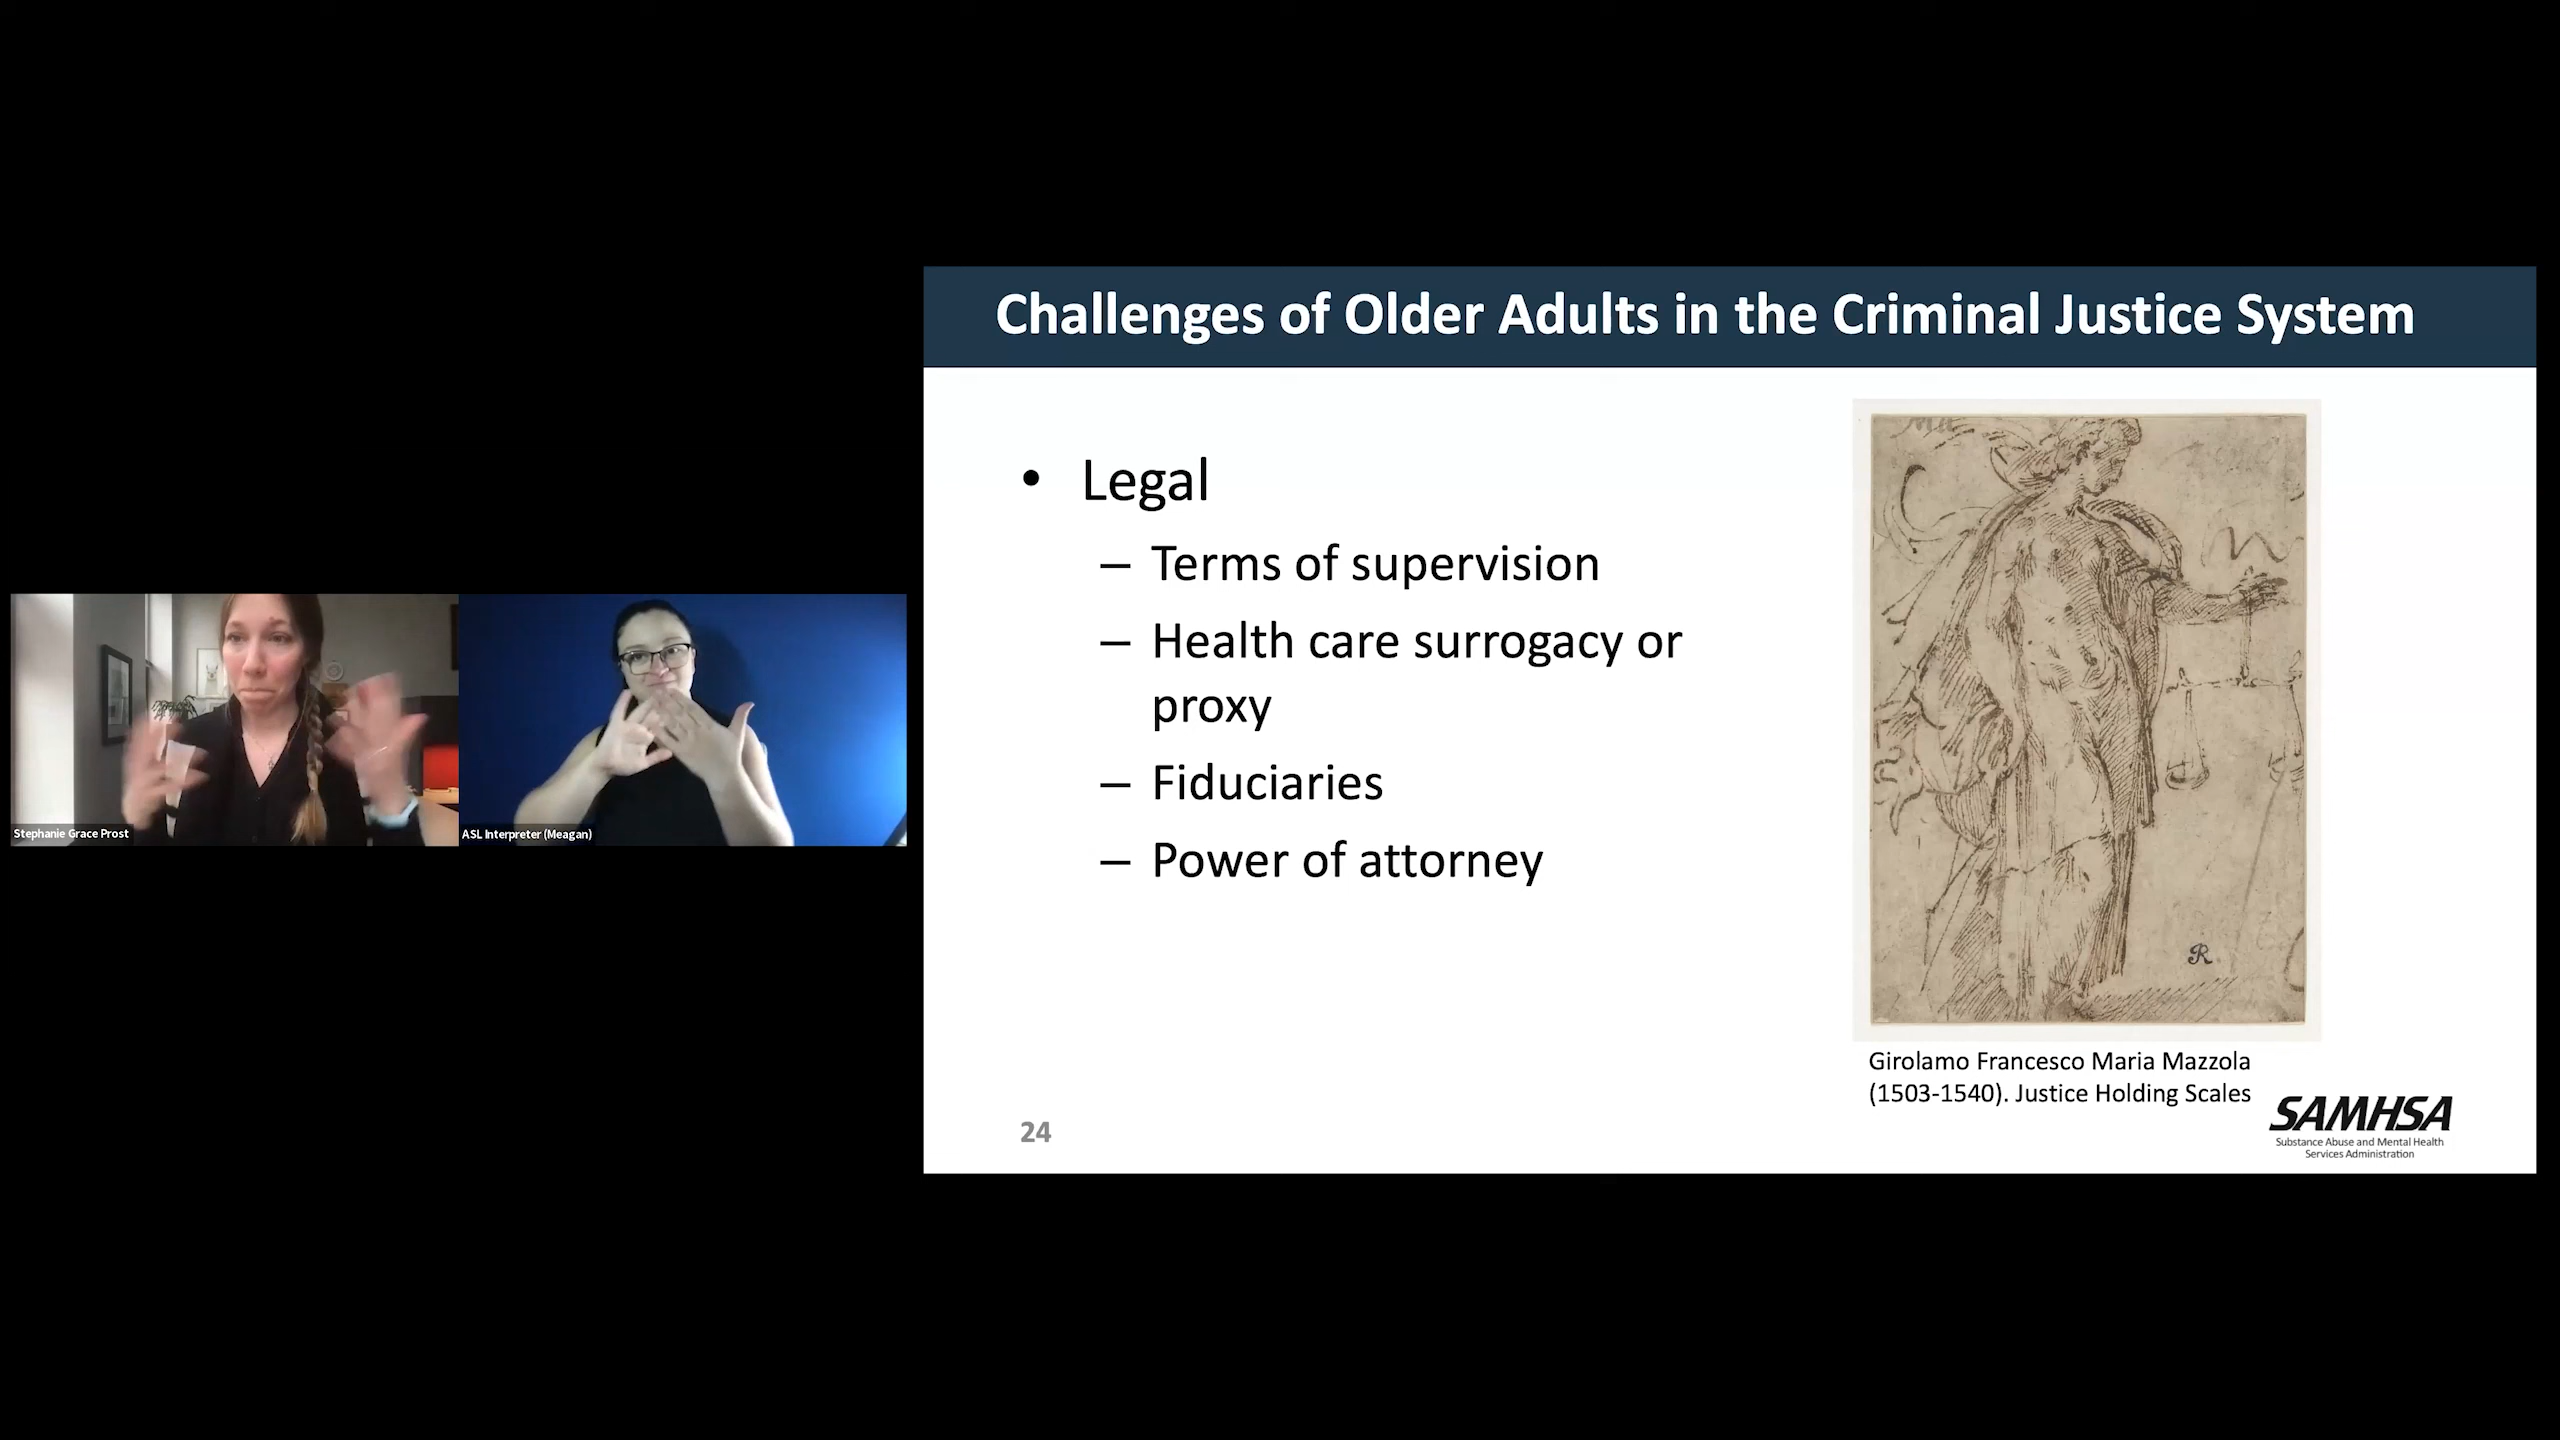 Challenges of Older Adults in the Criminal Justice System
• Legal
– Terms of supervision
– Health care surrogacy or
proxy
– Fiduciaries
– Power of attorney
Girolamo Francesco Maria Mazzola
(1503-1540). Justice Holding Scales
24
SAMHSA
Substance Abuse and Mental Health
Services Administration
Stephanie Grace Prost
ASL Interpreter (Meagan)
R